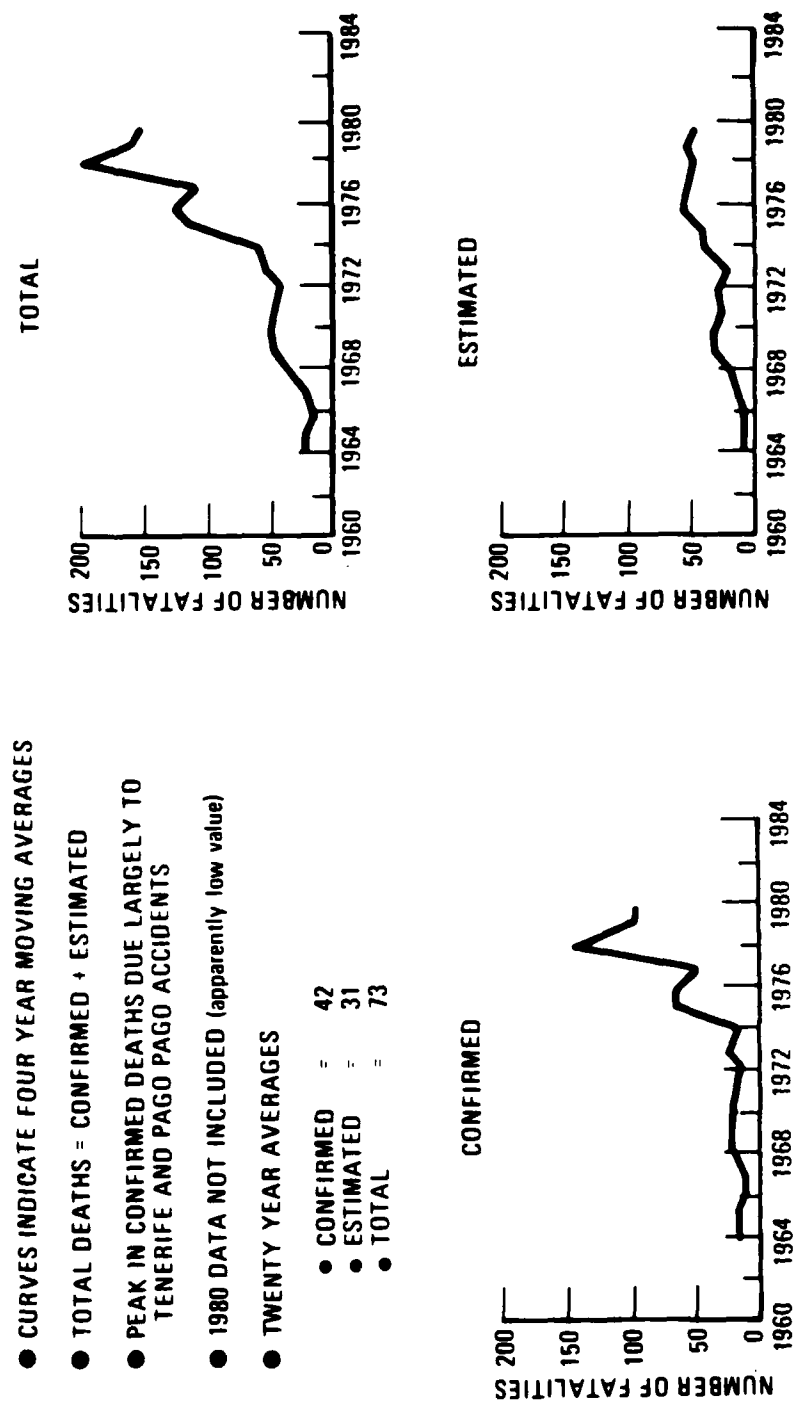 ● CURVES INDICATE FOUR YEAR MOVING AVERAGES
● TOTAL DEATHS = CONFIRMED + ESTIMATED
● PEAK IN CONFIRMED DEATHS DUE LARGELY TO
TENERIFE AND PAGO PAGO ACCIDENTS
● 1980 DATA NOT INCLUDED (apparently low value)
● TWENTY YEAR AVERAGES
● CONFIRMED = 42
● ESTIMATED = 31
● TOTAL = 73
TOTAL
NUMBER OF FATALITIES
200
150
100
50
0
1960 1964 1968 1972 1976 1980 1984
CONFIRMED
NUMBER OF FATALITIES
200
150
100
50
0
1960 1964 1968 1972 1976 1980 1984
ESTIMATED
NUMBER OF FATALITIES
200
150
100
50
0
1960 1964 1968 1972 1976 1980 1984